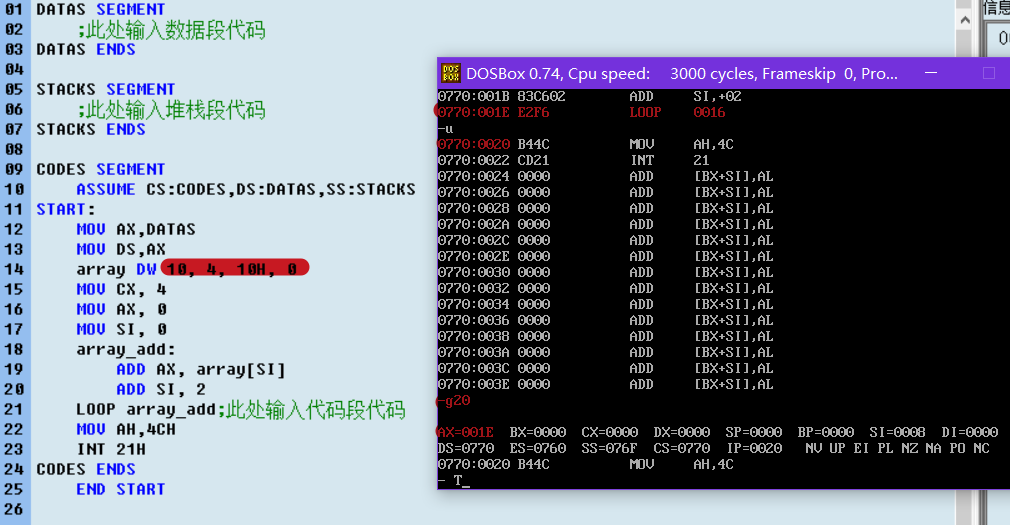 01 DATAS SEGMENT
02 ;此处输入数据段代码
03 DATAS ENDS
04
05 STACKS SEGMENT
06 ;此处输入堆栈段代码
07 STACKS ENDS
08
09 CODES SEGMENT
10 ASSUME CS:CODES,DS:DATAS,SS:STACKS
11 START:
12 MOV AX,DATAS
13 MOV DS,AX
14 array DW 10, 4, 10H, 0
15 MOV CX, 4
16 MOV AX, 0
17 MOV SI, 0
18 array_add:
19 ADD AX, array[SI]
20 ADD SI, 2
21 LOOP array_add;此处输入代码段代码
22 MOV AH,4CH
23 INT 21H
24 CODES ENDS
25 END START
26
信息
DOS BOX
DOSBox 0.74, Cpu speed: 3000 cycles, Frameskip 0, Pro...
0770:001B 83C602 ADD SI,+02
0770:001E E2F6 LOOP 0016
-u
0770:0020 B44C MOV AH,4C
0770:0022 CD21 INT 21
0770:0024 0000 ADD [BX+SI],AL
0770:0026 0000 ADD [BX+SI],AL
0770:0028 0000 ADD [BX+SI],AL
0770:002A 0000 ADD [BX+SI],AL
0770:002C 0000 ADD [BX+SI],AL
0770:002E 0000 ADD [BX+SI],AL
0770:0030 0000 ADD [BX+SI],AL
0770:0032 0000 ADD [BX+SI],AL
0770:0034 0000 ADD [BX+SI],AL
0770:0036 0000 ADD [BX+SI],AL
0770:0038 0000 ADD [BX+SI],AL
0770:003A 0000 ADD [BX+SI],AL
0770:003C 0000 ADD [BX+SI],AL
0770:003E 0000 ADD [BX+SI],AL
-g20
AX=001E BX=0000 CX=0000 DX=0000 SP=0000 BP=0000 SI=0008 DI=0000
DS=0770 ES=0760 SS=076F CS=0770 IP=0020 NV UP EI PL NZ NA PO NC
0770:0020 B44C MOV AH,4C
- T_